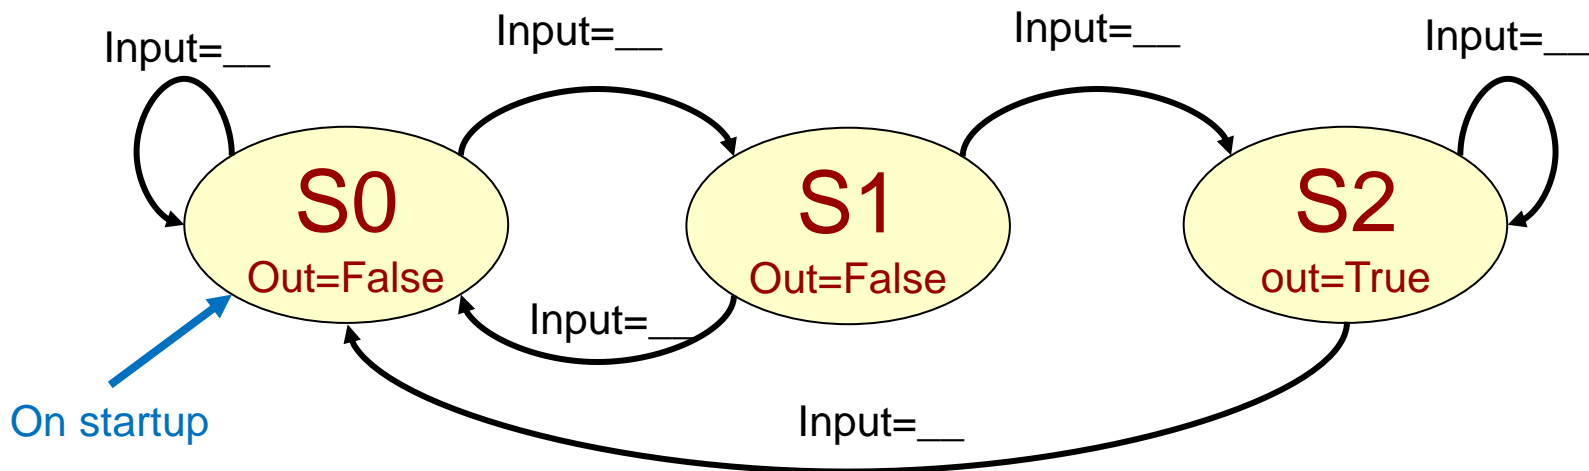 Input=__
Input=__
Input=__
Input=__
S0
Out=False
S1
Out=False
S2
out=True
Input=__
On startup
Input=__